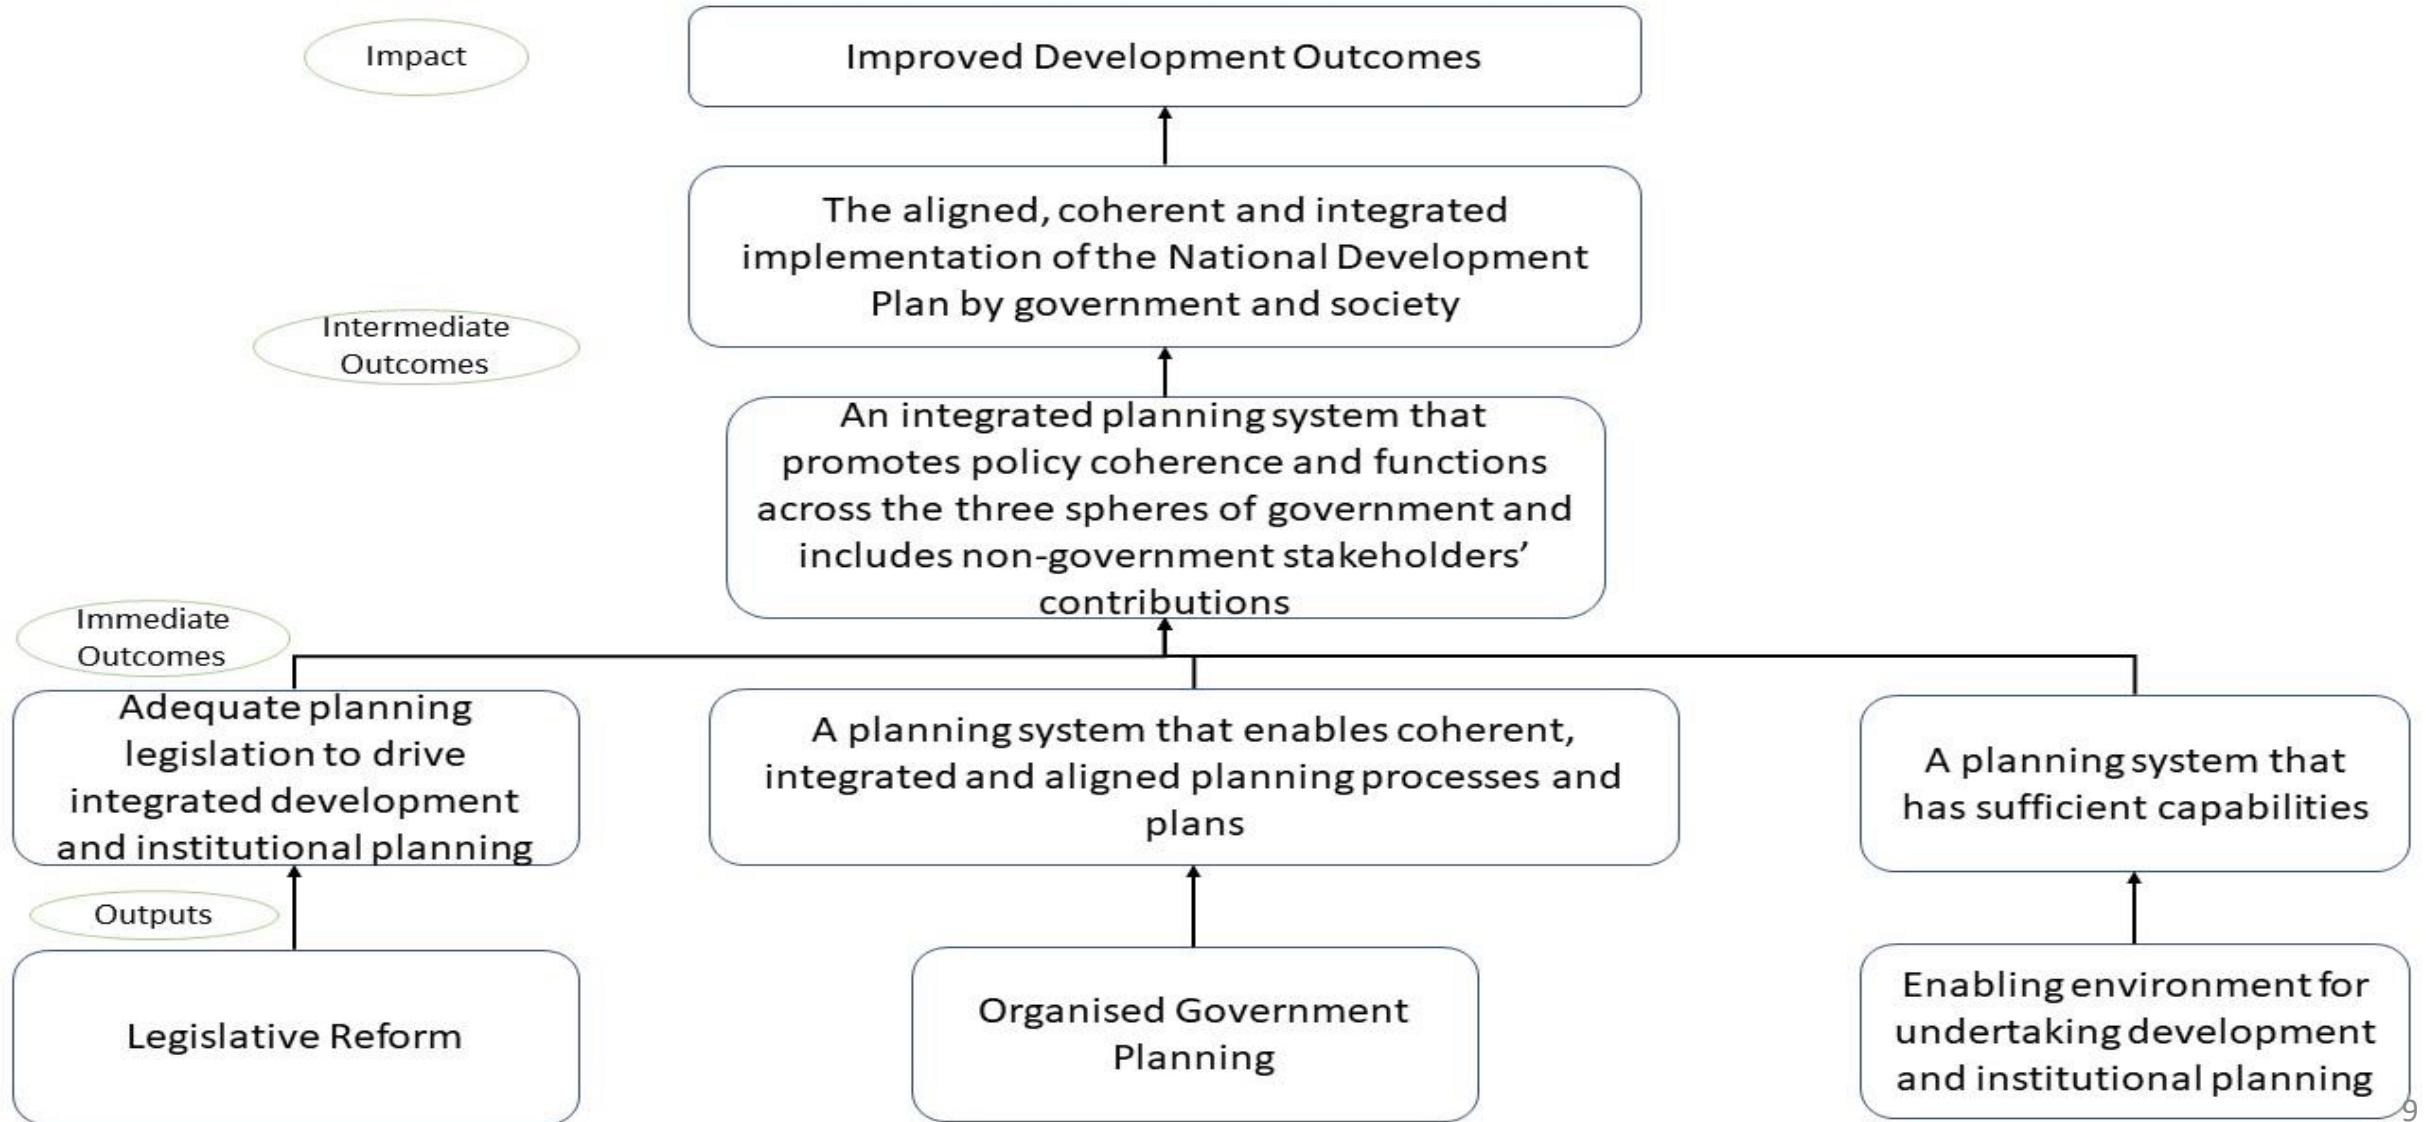 Impact
Improved Development Outcomes
The aligned, coherent and integrated
implementation of the National Development
Plan by government and society
Intermediate
Outcomes
An integrated planning system that
promotes policy coherence and functions
across the three spheres of government and
includes non-government stakeholders’
contributions
Immediate
Outcomes
Adequate planning
legislation to drive
integrated development
and institutional planning
A planning system that enables coherent,
integrated and aligned planning processes and
plans
A planning system that
has sufficient capabilities
Outputs
Legislative Reform
Organised Government
Planning
Enabling environment for
undertaking development
and institutional planning
9